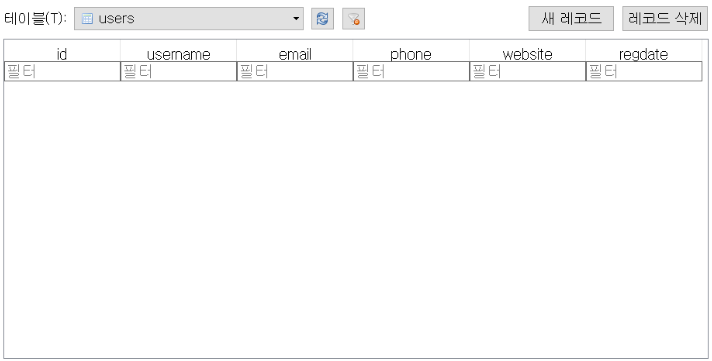 테이블(T): users 새 레코드 레코드 삭제
id username email phone website regdate
필터 필터 필터 필터 필터 필터